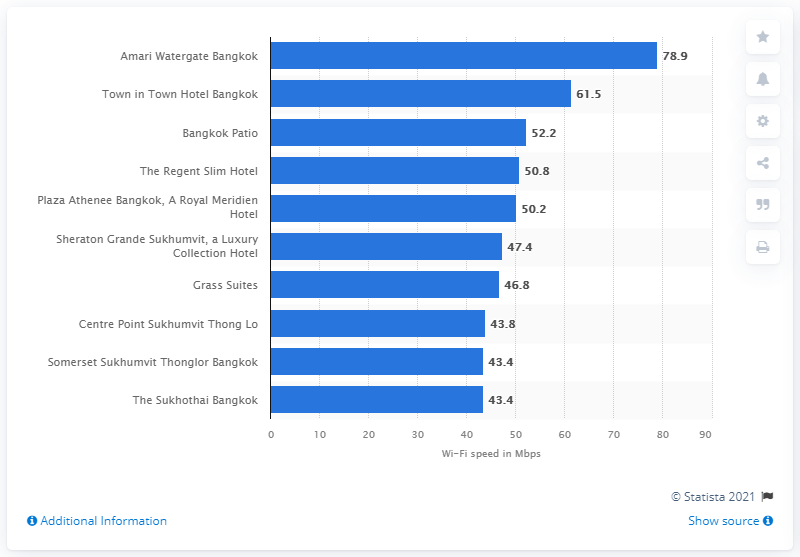 Amari Watergate Bangkok 78.9
Town in Town Hotel Bangkok 61.5
Bangkok Patio 52.2
The Regent Slim Hotel 50.8
Plaza Athenee Bangkok, A Royal Meridien
Hotel 50.2
Sheraton Grande Sukhumvit, a Luxury
Collection Hotel 47.4
Grass Suites 46.8
Centre Point Sukhumvit Thong Lo 43.8
Somerset Sukhumvit Thonglor Bangkok 43.4
The Sukhothai Bangkok 43.4
0 10 20 30 40 50 60 70 80 90
Wi-Fi speed in Mbps
© Statista 2021
Additional Information
Show source